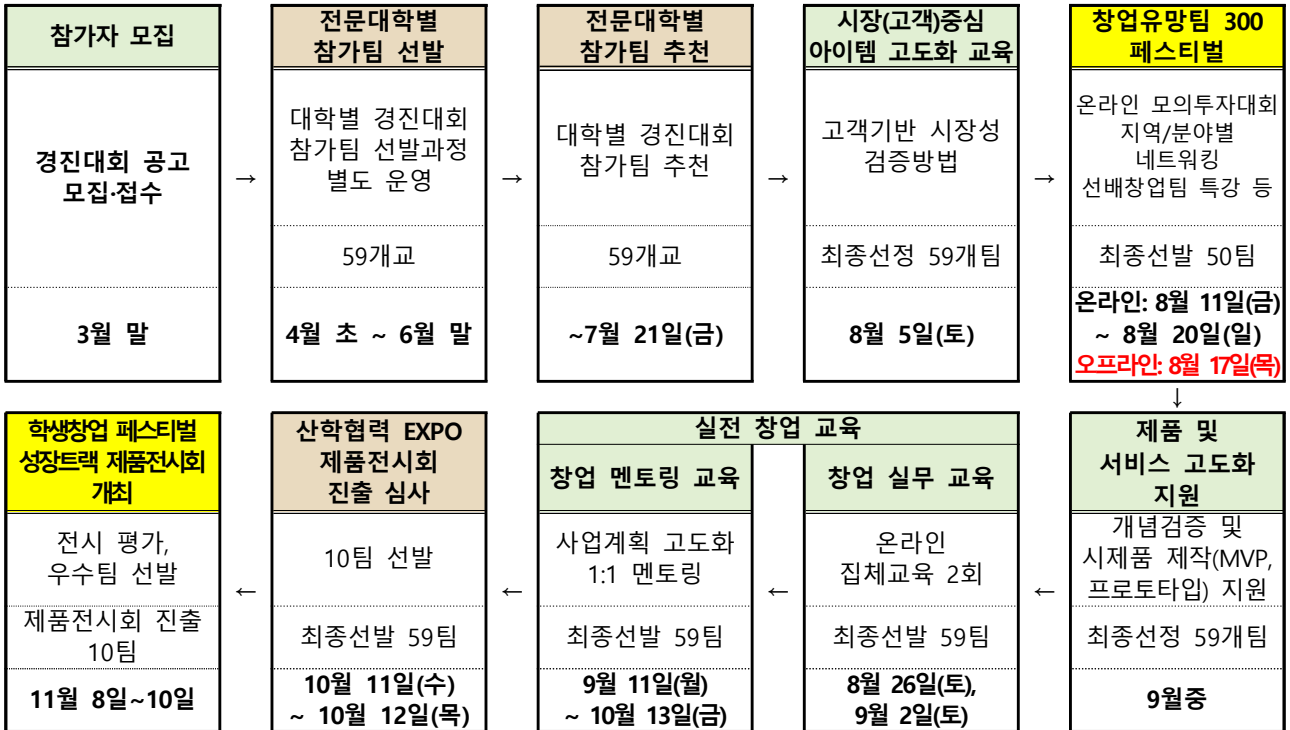 참가자 모집
경진대회 공고
모집·접수
3월 말
→
전문대학별
참가팀 선발
대학별 경진대회
참가팀 선발과정
별도 운영
59개교
4월 초 ~ 6월 말
→
전문대학별
참가팀 추천
대학별 경진대회
참가팀 추천
59개교
~7월 21일(금)
→
시장(고객)중심
아이템 고도화 교육
고객기반 시장성
검증방법
최종선정 59개팀
8월 5일(토)
→
창업유망팀 300
페스티벌
온라인 모의투자대회
지역/분야별
네트워킹
선배창업팀 특강 등
최종선발 50팀
온라인: 8월 11일(금)
~ 8월 20일(일)
오프라인: 8월 17일(목)
↓
제품 및
서비스 고도화
지원
개념검증 및
시제품 제작(MVP,
프로토타입) 지원
최종선정 59개팀
9월중
←
실전 창업 교육
창업 실무 교육
온라인
집체교육 2회
최종선발 59팀
8월 26일(토),
9월 2일(토)
←
창업 멘토링 교육
사업계획 고도화
1:1 멘토링
최종선발 59팀
9월 11일(월)
~ 10월 13일(금)
←
산학협력 EXPO
제품전시회
진출 심사
10팀 선발
최종선발 59팀
10월 11일(수)
~ 10월 12일(목)
←
학생창업 페스티벌
성장트랙 제품전시회
개최
전시 평가,
우수팀 선발
제품전시회 진출
10팀
11월 8일~10일